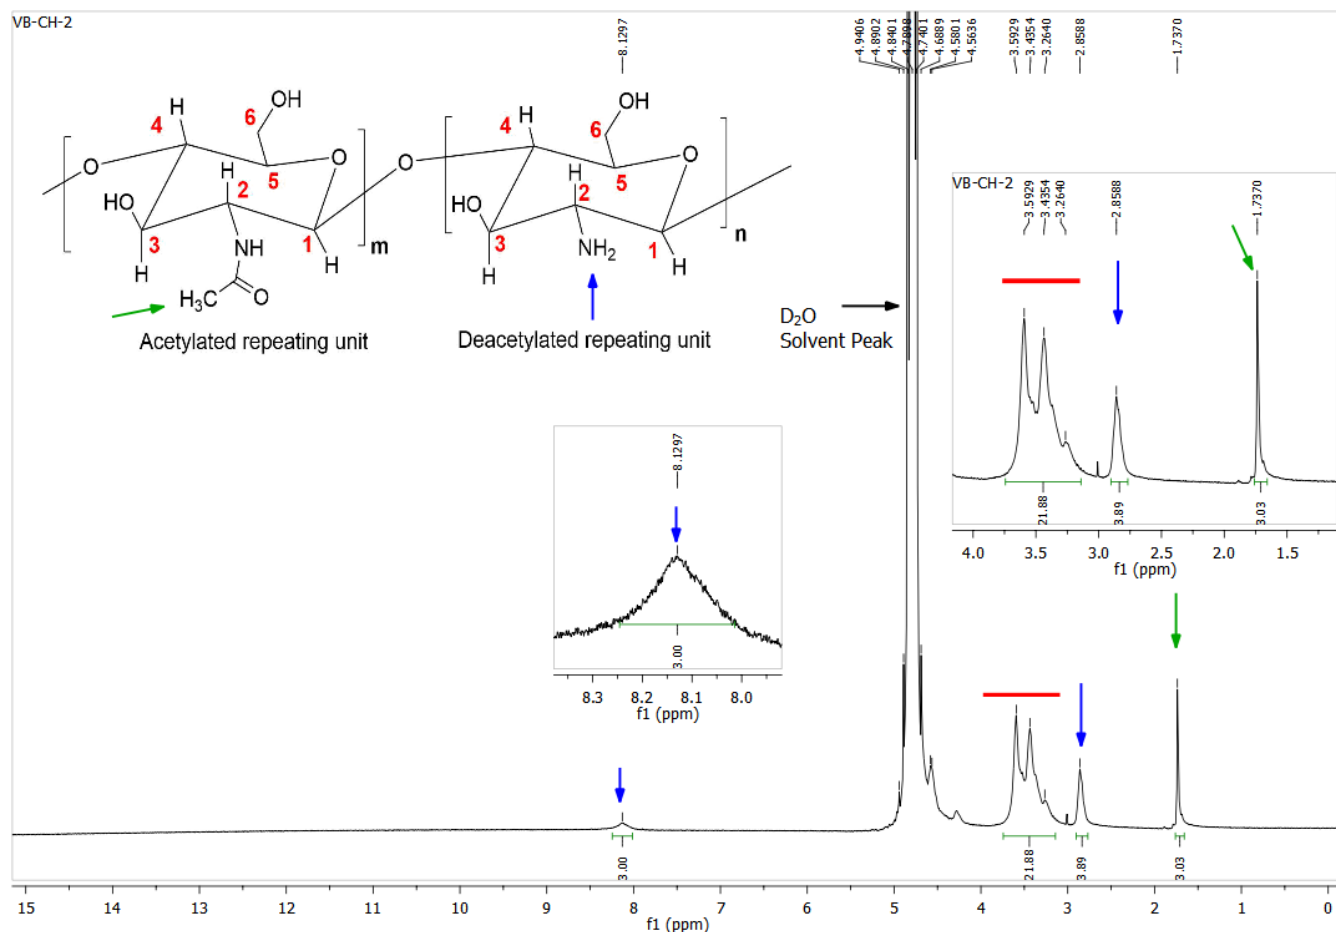 VB-CH-2
8.1297
4.9406
4.8902
4.8401
4.7898
4.7401
4.6889
4.5801
4.5636
3.5929
3.4354
3.2640
2.8588
1.7370
H
OH
6
4
O
O
5
H
2
HO
3
NH
1
H
H
m
H3C
O
Acetylated repeating unit
O
H
OH
6
4
O
5
H
2
HO
3
NH2
1
H
H
n
Deacetylated repeating unit
D2O
Solvent Peak
VB-CH-2
3.5929
3.4354
3.2640
2.8588
1.7370
21.88
3.89
3.03
4.0 3.5 3.0 2.5 2.0 1.5
f1 (ppm)
8.1297
3.00
8.3 8.2 8.1 8.0
f1 (ppm)
3.00
21.88
3.89
3.03
15 14 13 12 11 10 9 8 7 6 5 4 3 2 1 0
f1 (ppm)